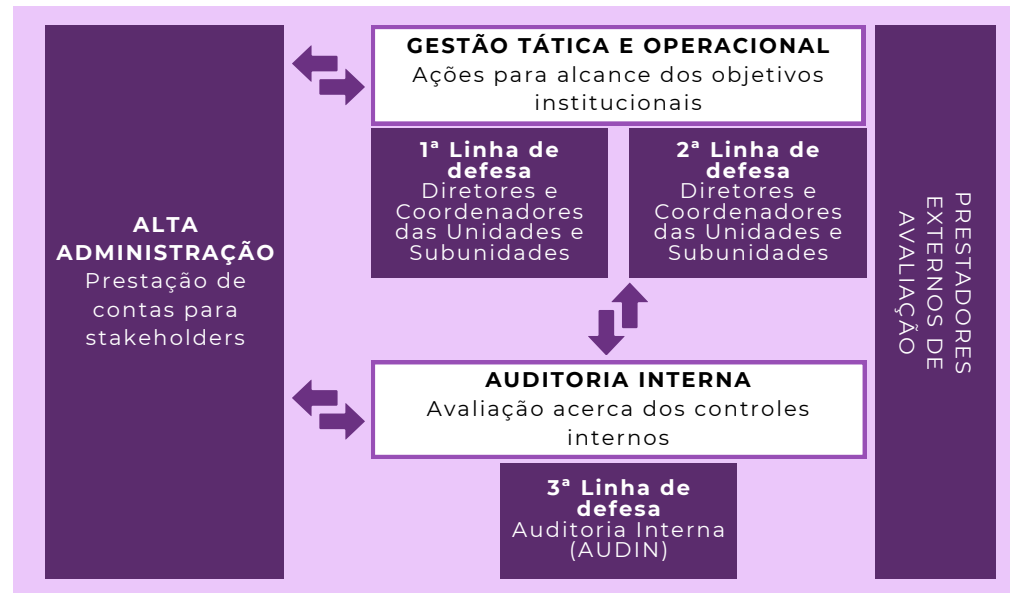 ALTA
ADMINISTRAÇÃO
Prestação de
contas para
stakeholders
GESTÃO TÁTICA E OPERACIONAL
Ações para alcance dos objetivos
institucionais
1ª Linha de
defesa
Diretores e
Coordenadores
das Unidades e
Subunidades
2ª Linha de
defesa
Diretores e
Coordenadores
das Unidades e
Subunidades
AUDITORIA INTERNA
Avaliação acerca dos controles
internos
3ª Linha de
defesa
Auditoria Interna
(AUDIN)
PRESTADORES
EXTERNOS DE
AVALIAÇÃO